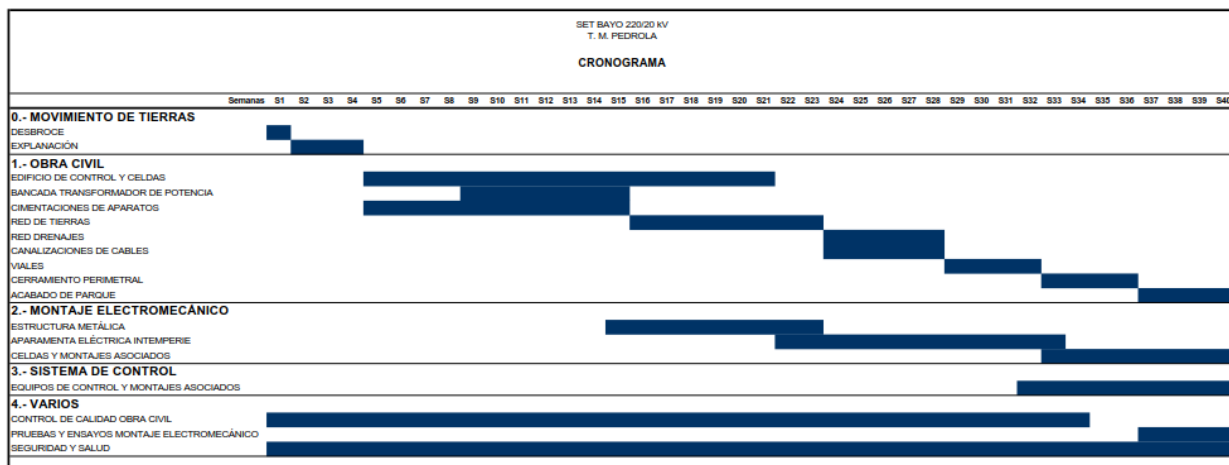 SET BAYO 220/20 kV
T. M. PEDROLA
CRONOGRAMA
Semanas S1 S2 S3 S4 S5 S6 S7 S8 S9 S10 S11 S12 S13 S14 S15 S16 S17 S18 S19 S20 S21 S22 S23 S24 S25 S26 S27 S28 S29 S30 S31 S32 S33 S34 S35 S36 S37 S38 S39 S40
0.- MOVIMIENTO DE TIERRAS
DESBROCE
EXPLANACIÓN
1.- OBRA CIVIL
EDIFICIO DE CONTROL Y CELDAS
BANCADA TRANSFORMADOR DE POTENCIA
CIMENTACIONES DE APARATOS
RED DE TIERRAS
RED DRENAJES
CANALIZACIONES DE CABLES
VIALES
CERRAMIENTO PERIMETRAL
ACABADO DE PARQUE
2.- MONTAJE ELECTROMECÁNICO
ESTRUCTURA METÁLICA
APARAMENTA ELÉCTRICA INTEMPERIE
CELDAS Y MONTAJES ASOCIADOS
3.- SISTEMA DE CONTROL
EQUIPOS DE CONTROL Y MONTAJES ASOCIADOS
4.- VARIOS
CONTROL DE CALIDAD OBRA CIVIL
PRUEBAS Y ENSAYOS MONTAJE ELECTROMECÁNICO
SEGURIDAD Y SALUD